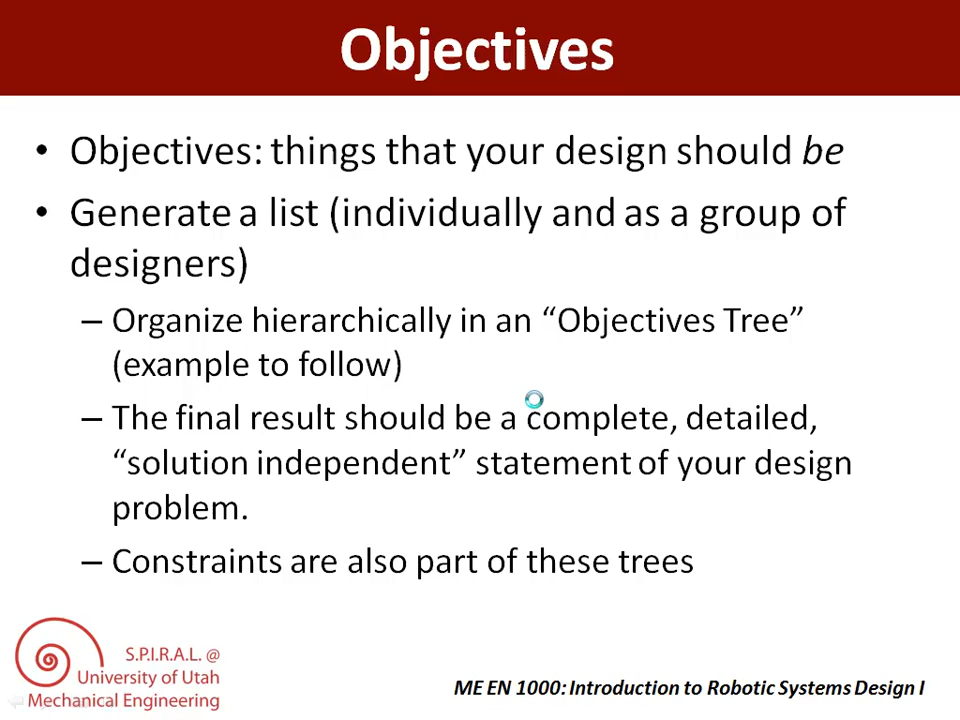 Objectives
• Objectives: things that your design should be
• Generate a list (individually and as a group of
designers)
– Organize hierarchically in an “Objectives Tree”
(example to follow)
– The final result should be a complete, detailed,
“solution independent” statement of your design
problem.
– Constraints are also part of these trees
S.P.I.R.A.L. @
University of Utah
Mechanical Engineering
ME EN 1000: Introduction to Robotic Systems Design I